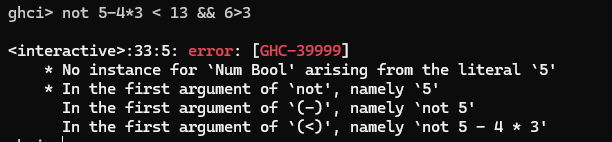 ghci> not 5-4*3 < 13 && 6>3
<interactive>:33:5: error: [GHC-39999]
* No instance for `Num Bool' arising from the literal `5'
* In the first argument of `not', namely `5'
In the first argument of `(-)', namely `not 5'
In the first argument of `(<)', namely `not 5 - 4 * 3'